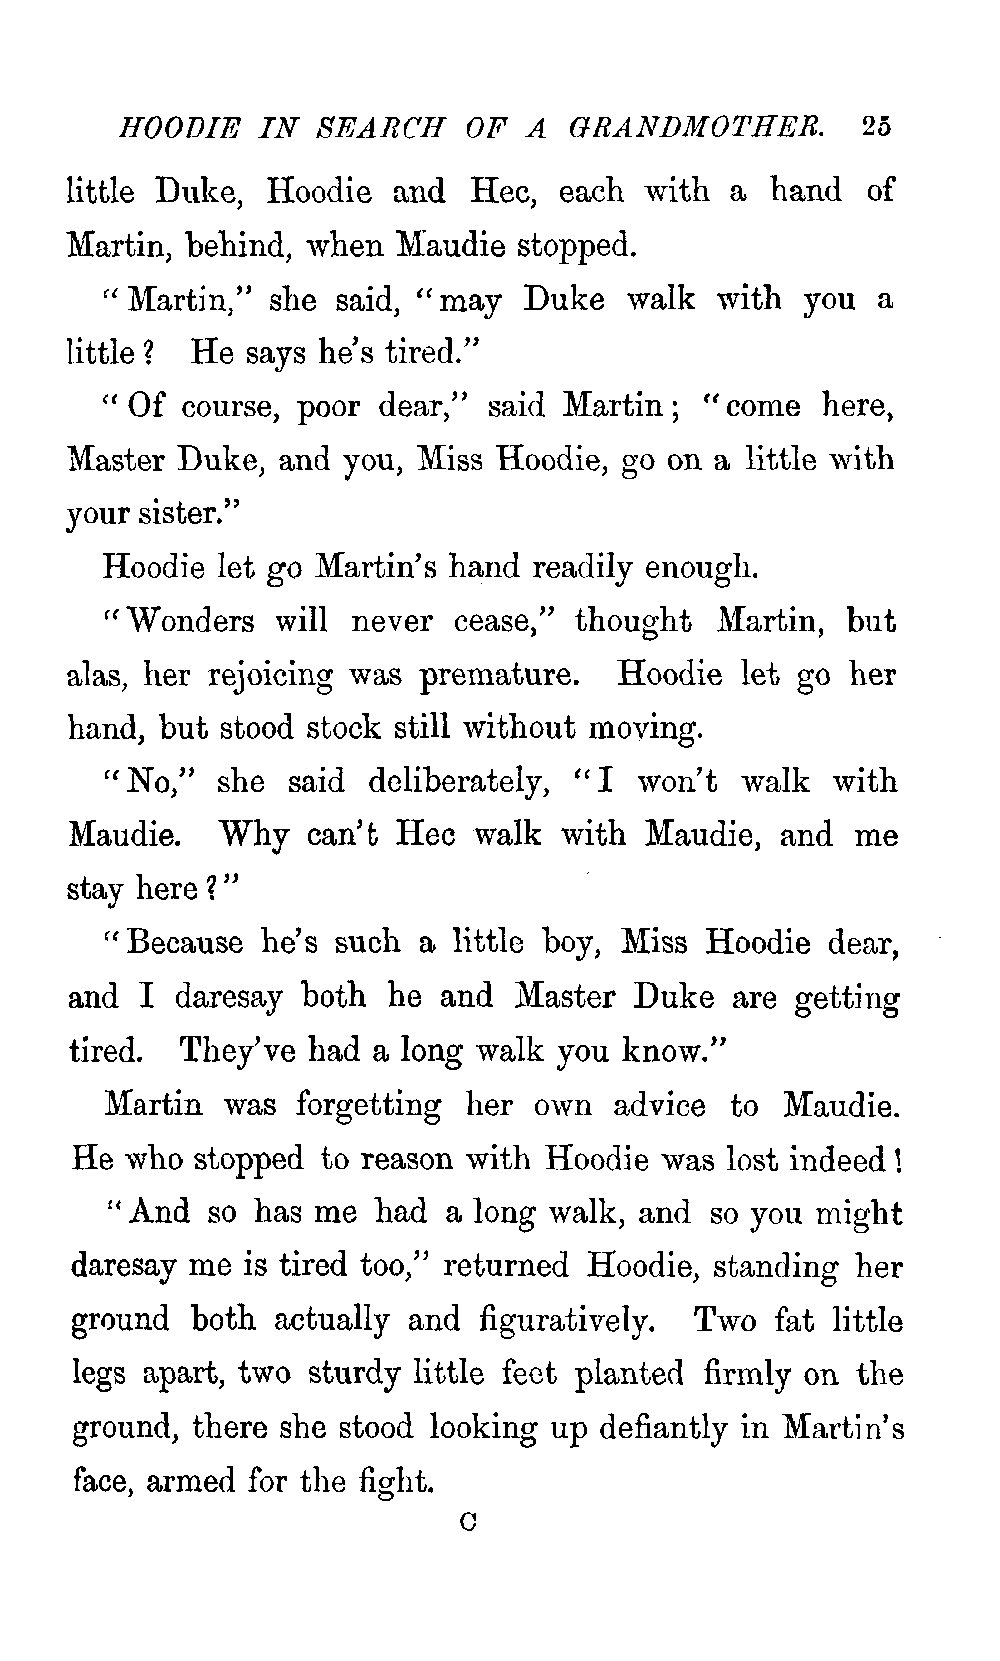 HOODIE IN SEARCH OF A GRANDMOTHER. 25
little Duke, Hoodie and Hec, each with a hand of
Martin, behind, when Maudie stopped.
"Martin," she said, "may Duke walk with you a
little? He says he's tired."
"Of course, poor dear," said Martin; "come here,
Master Duke, and you, Miss Hoodie, go on a little with
your sister."
Hoodie let go Martin's hand readily enough.
"Wonders will never cease," thought Martin, but
alas, her rejoicing was premature. Hoodie let go her
hand, but stood stock still without moving.
"No," she said deliberately, "I won't walk with
Maudie. Why can't Hec walk with Maudie, and me
stay here?"
"Because he's such a little boy, Miss Hoodie dear,
and I daresay both he and Master Duke are getting
tired. They've had a long walk you know."
Martin was forgetting her own advice to Maudie.
He who stopped to reason with Hoodie was lost indeed!
"And so has me had a long walk, and so you might
daresay me is tired too," returned Hoodie, standing her
ground both actually and figuratively. Two fat little
legs apart, two sturdy little feet planted firmly on the
ground, there she stood looking up defiantly in Martin's
face, armed for the fight.
C